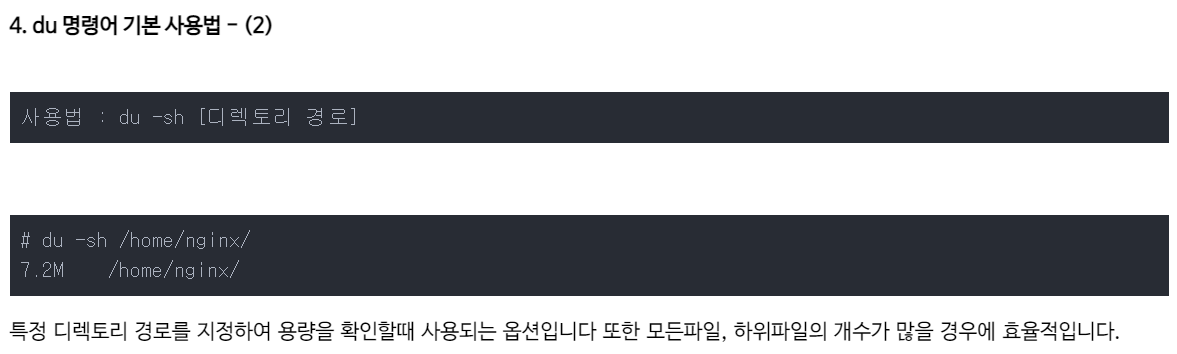 4. du 명령어 기본 사용법 - (2)
사용법 : du -sh [디렉토리 경로]
# du -sh /home/nginx/
7.2M    /home/nginx/
특정 디렉토리 경로를 지정하여 용량을 확인할때 사용되는 옵션입니다 또한 모든파일, 하위파일의 개수가 많을 경우에 효율적입니다.